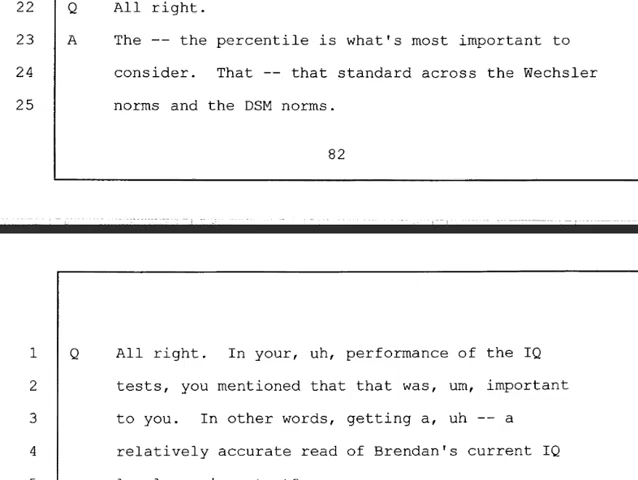 22 Q All right.
23 A The -- the percentile is what's most important to
24 consider. That -- that standard across the Wechsler
25 norms and the DSM norms.
82
1 Q All right. In your, uh, performance of the IQ
2 tests, you mentioned that that was, um, important
3 to you. In other words, getting a, uh -- a
4 relatively accurate read of Brendan's current IQ